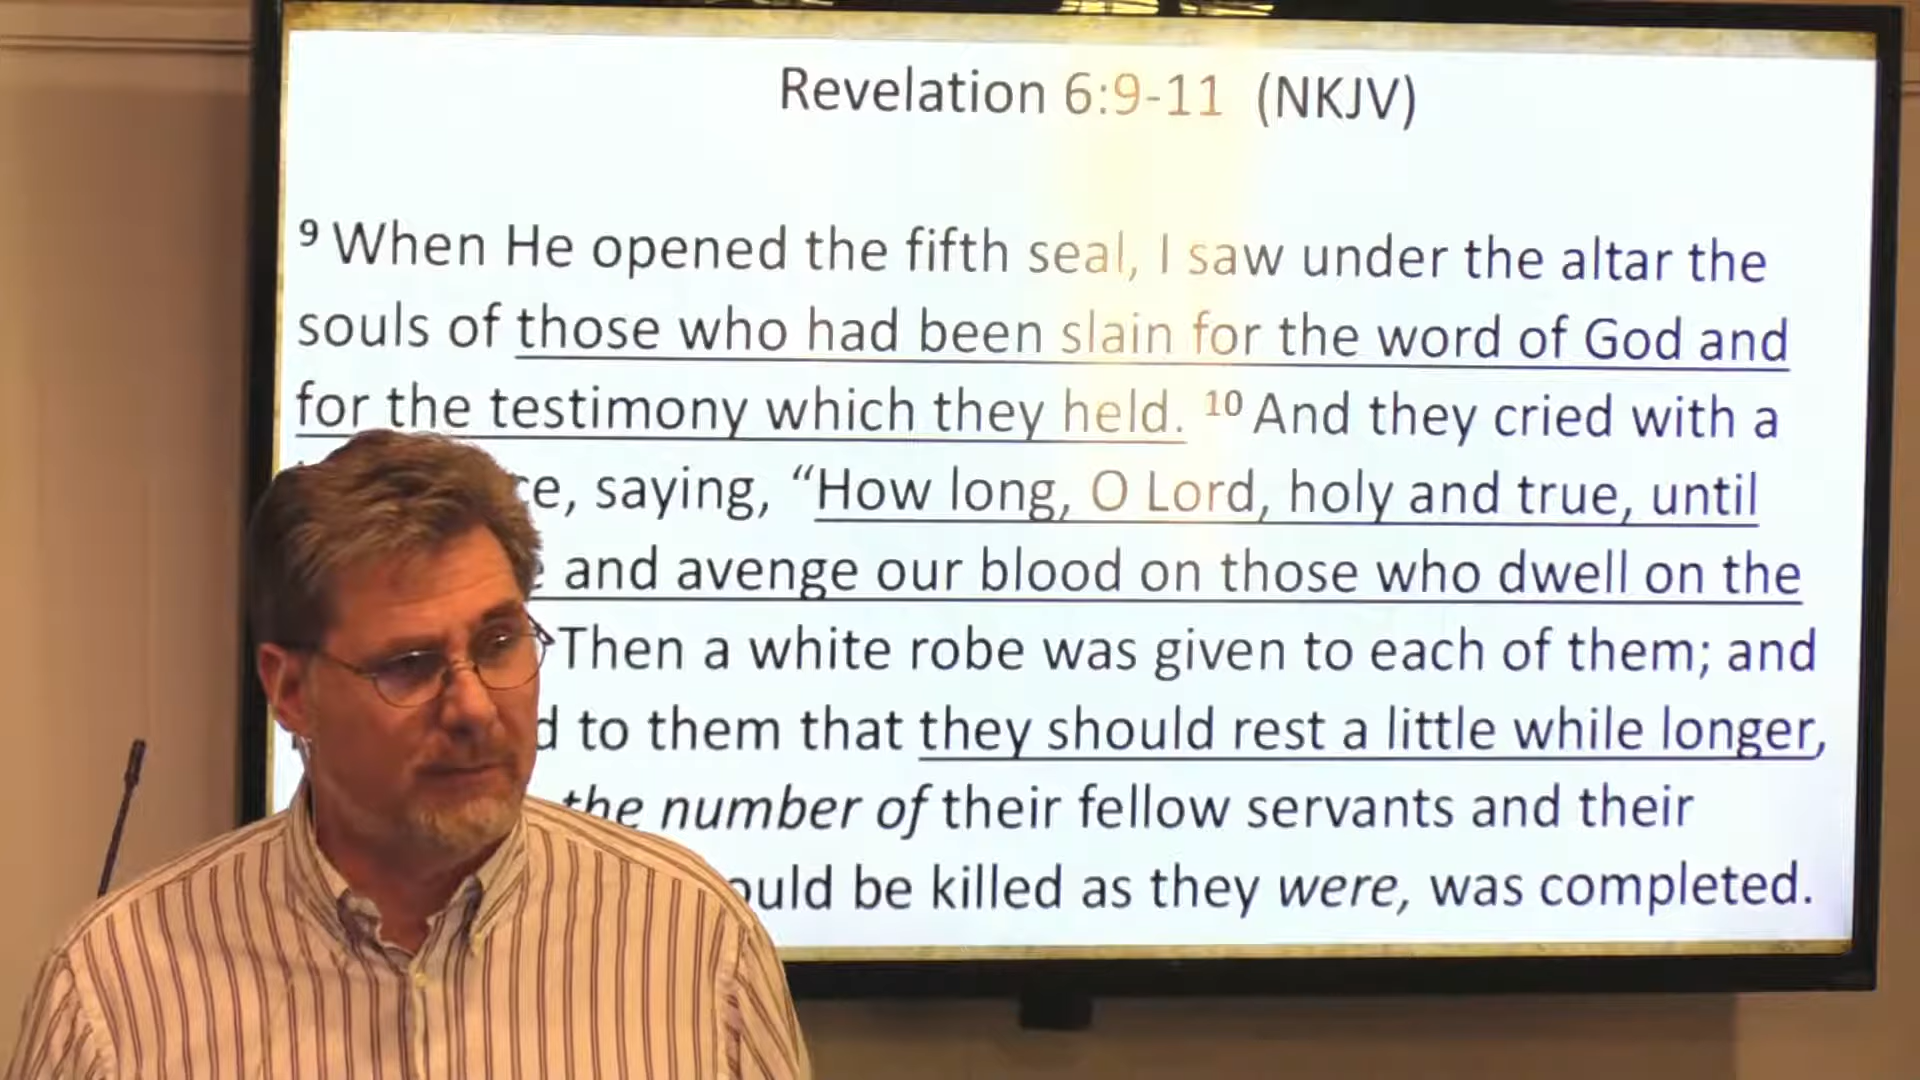 Revelation 6:9-11 (NKJV)
⁹ When He opened the fifth seal, I saw under the altar the
souls of those who had been slain for the word of God and
for the testimony which they held. ¹⁰ And they cried with a
saying, “How long, O Lord, holy and true, until
and avenge our blood on those who dwell on the
Then a white robe was given to each of them; and
to them that they should rest a little while longer,
the number of their fellow servants and their
be killed as they were, was completed.